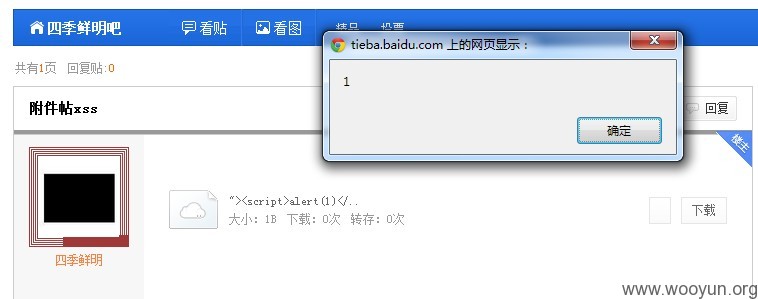 四季鲜明吧 看贴 看图 精品 投票
tieba.baidu.com 上的网页显示：
1
确定
共有1页 回复贴:0
附件帖xss
回复
楼主
"><script>alert(1)</..
大小: 1B 下载: 0次 转存: 0次
下载
四季鲜明
www.wooyun.org